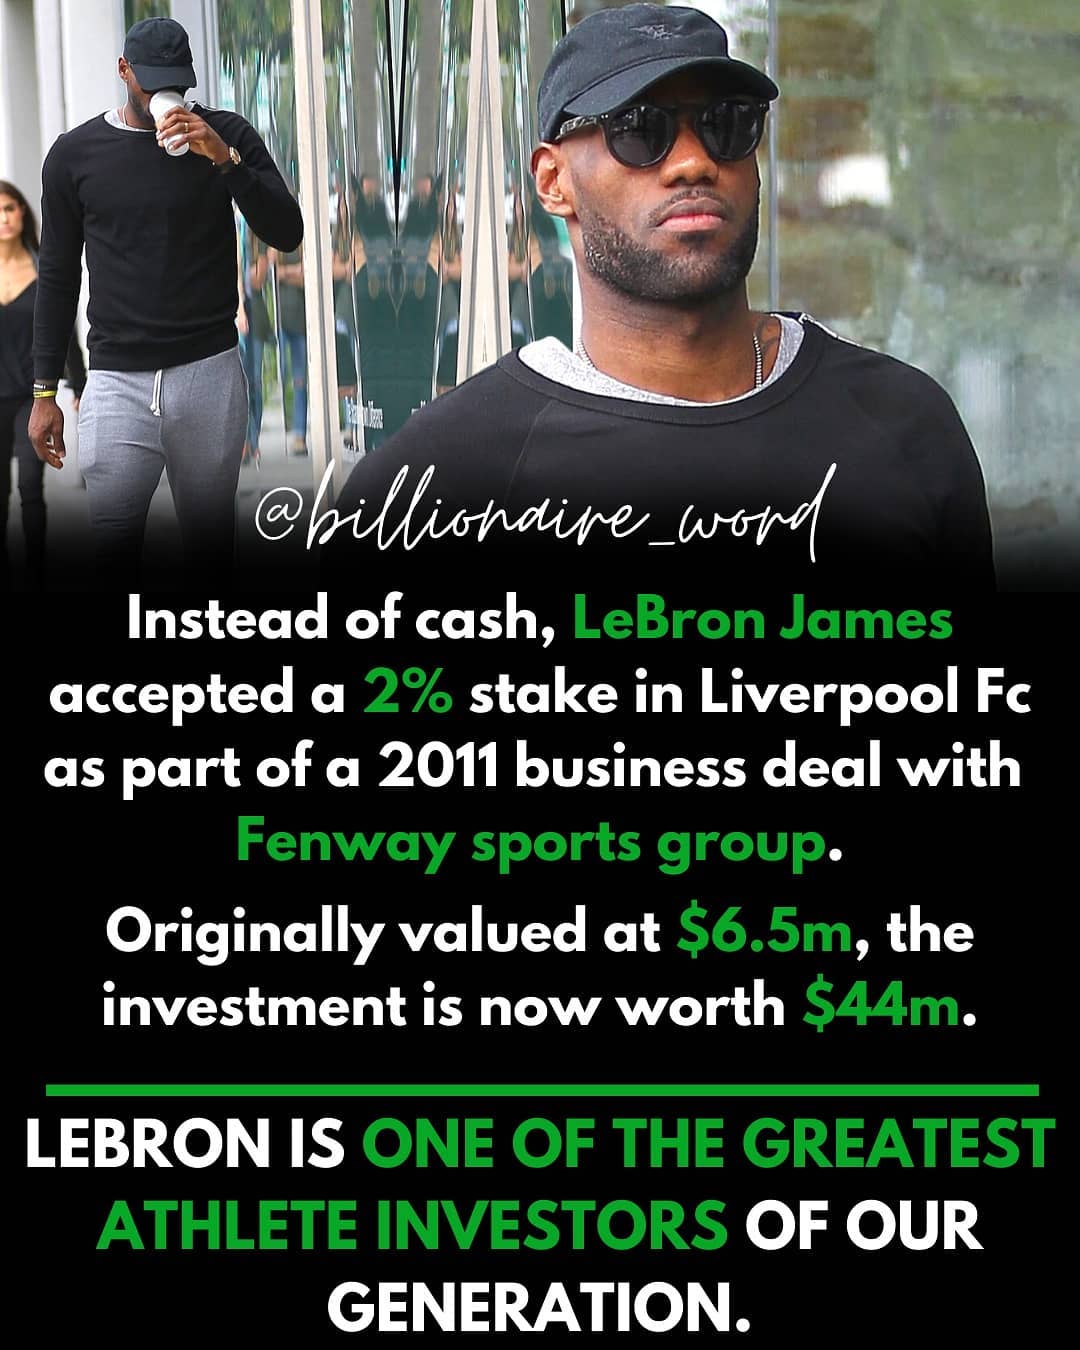 @billionaire_word
Instead of cash, LeBron James
accepted a 2% stake in Liverpool Fc
as part of a 2011 business deal with
Fenway sports group.
Originally valued at $6.5m, the
investment is now worth $44m.
LEBRON IS ONE OF THE GREATEST
ATHLETE INVESTORS OF OUR
GENERATION.